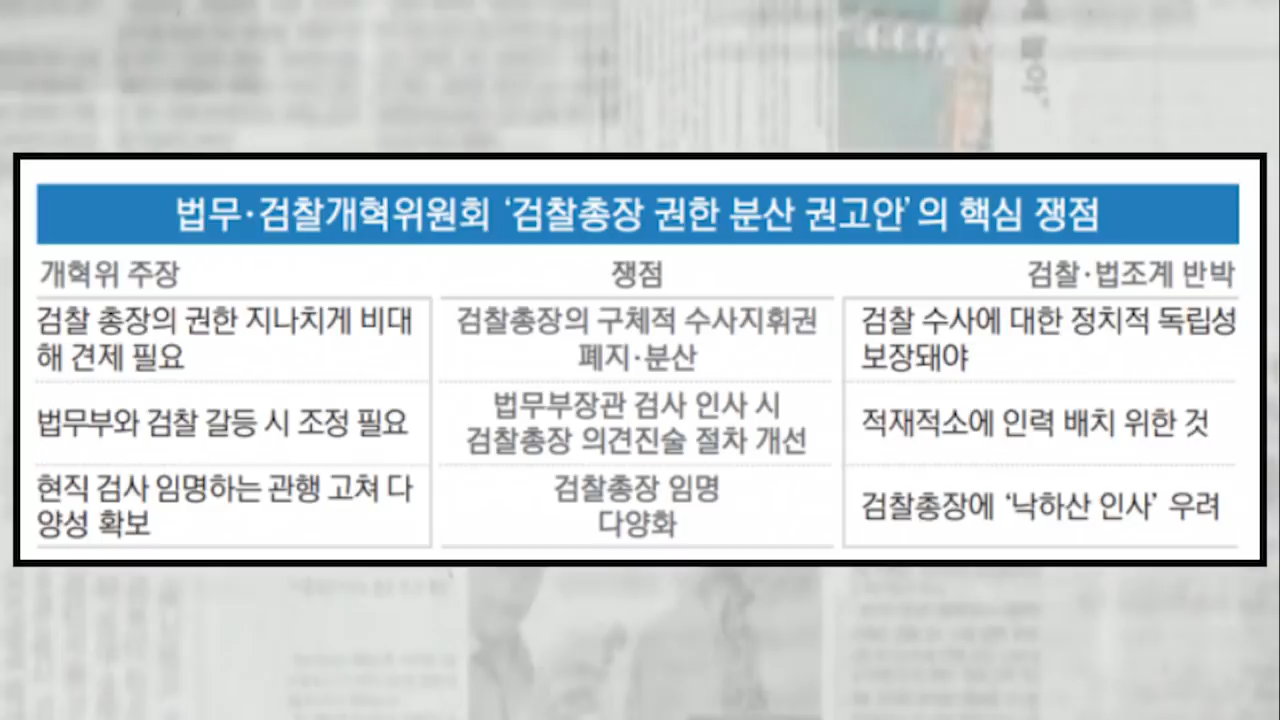 법무·검찰개혁위원회 ‘검찰총장 권한 분산 권고안’의 핵심 쟁점
개혁위 주장
쟁점
검찰·법조계 반박
검찰 총장의 권한 지나치게 비대
해 견제 필요
검찰총장의 구체적 수사지휘권
폐지·분산
검찰 수사에 대한 정치적 독립성
보장돼야
법무부와 검찰 갈등 시 조정 필요
법무부장관 검사 인사 시
검찰총장 의견진술 절차 개선
적재적소에 인력 배치 위한 것
현직 검사 임명하는 관행 고쳐 다
양성 확보
검찰총장 임명
다양화
검찰총장에 ‘낙하산 인사’ 우려